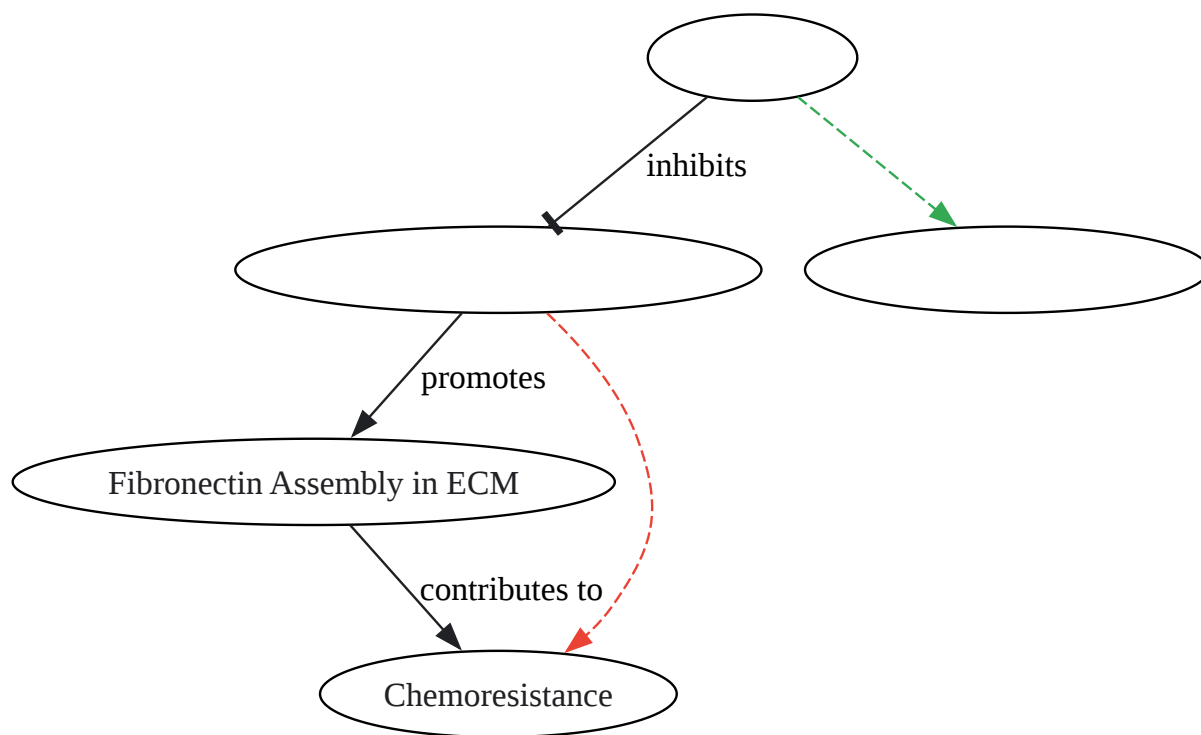 inhibits
promotes
Fibronectin Assembly in ECM
contributes to
Chemoresistance